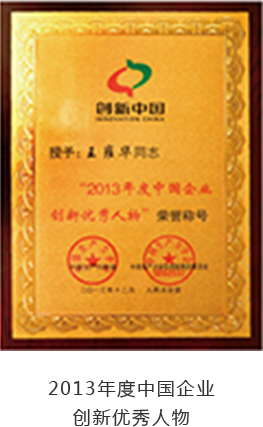 创新中国
INNOVATION CHINA
授予：王雁华同志
“2013年度中国企业
创新优秀人物”荣誉称号
二〇一三年十二月 人民大会堂
2013年度中国企业
创新优秀人物